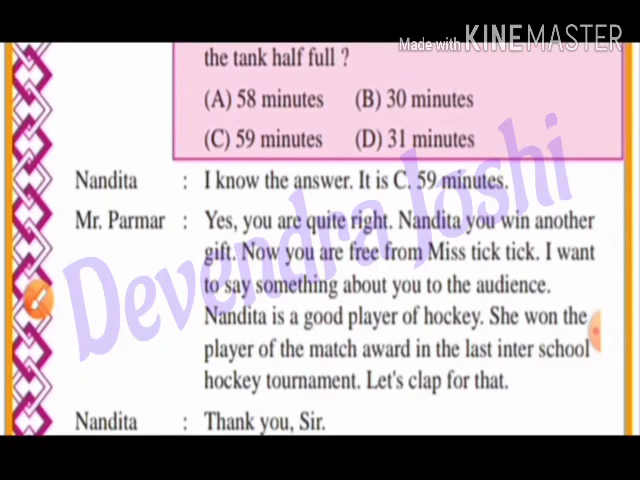 Made with KINEMASTER
the tank half full ?
(A) 58 minutes (B) 30 minutes
(C) 59 minutes (D) 31 minutes
Nandita : I know the answer. It is C. 59 minutes.
Mr. Parmar : Yes, you are quite right. Nandita you win another
gift. Now you are free from Miss tick tick. I want
to say something about you to the audience.
Nandita is a good player of hockey. She won the
player of the match award in the last inter school
hockey tournament. Let's clap for that.
Nandita : Thank you, Sir.
Devendra Joshi